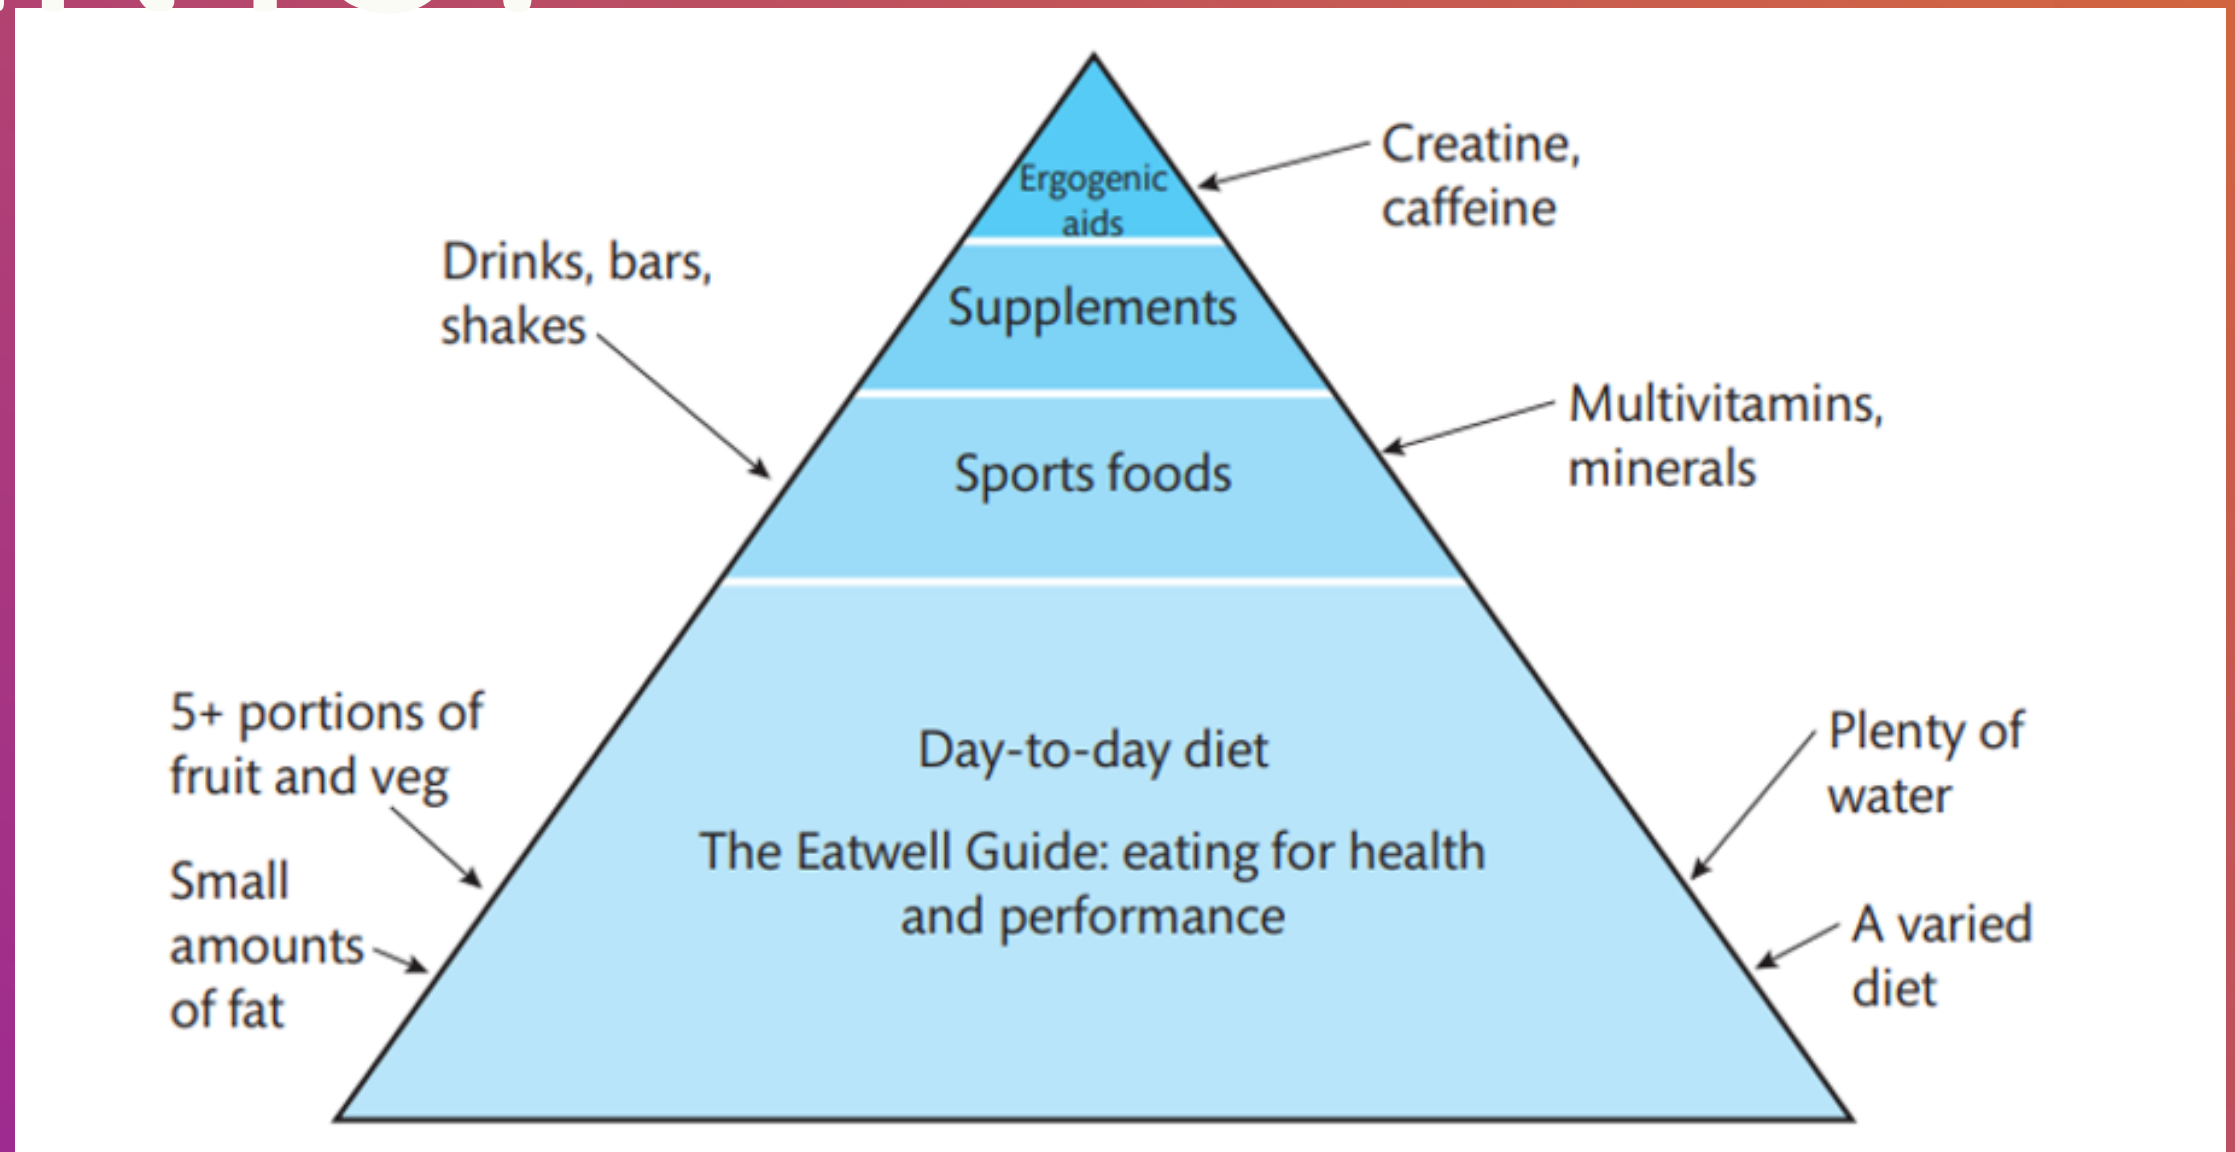 Creatine,
caffeine
Ergogenic
aids
Drinks, bars,
shakes
Supplements
Multivitamins,
minerals
Sports foods
5+ portions of
fruit and veg
Small
amounts
of fat
Day-to-day diet
The Eatwell Guide: eating for health
and performance
Plenty of
water
A varied
diet